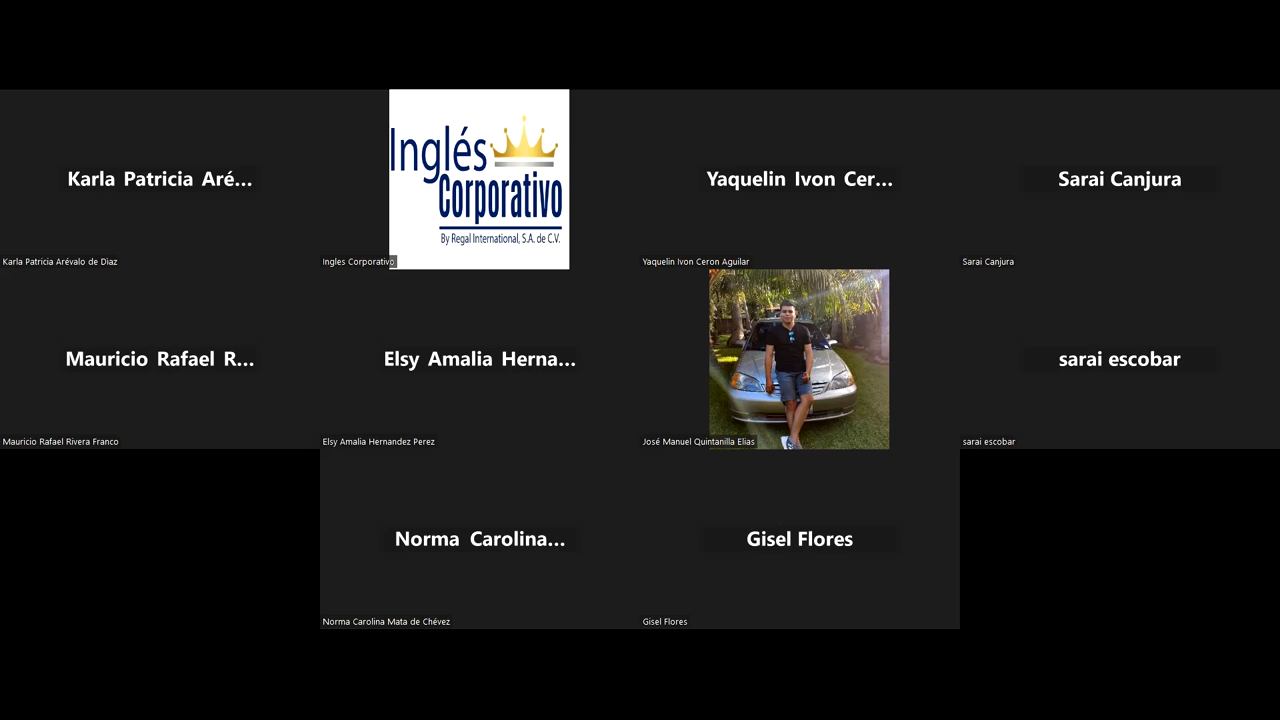 Karla Patricia Aré...
Karla Patricia Arévalo de Dìaz
Inglés
Corporativo
By Regal International, S.A. de C.V.
Ingles Corporativo
Yaquelin Ivon Cer...
Yaquelin Ivon Ceron Aguilar
Sarai Canjura
Sarai Canjura
Mauricio Rafael R...
Mauricio Rafael Rivera Franco
Elsy Amalia Herna...
Elsy Amalia Hernandez Perez
José Manuel Quintanilla Elias
sarai escobar
sarai escobar
Norma Carolina...
Norma Carolina Mata de Chévez
Gisel Flores
Gisel Flores